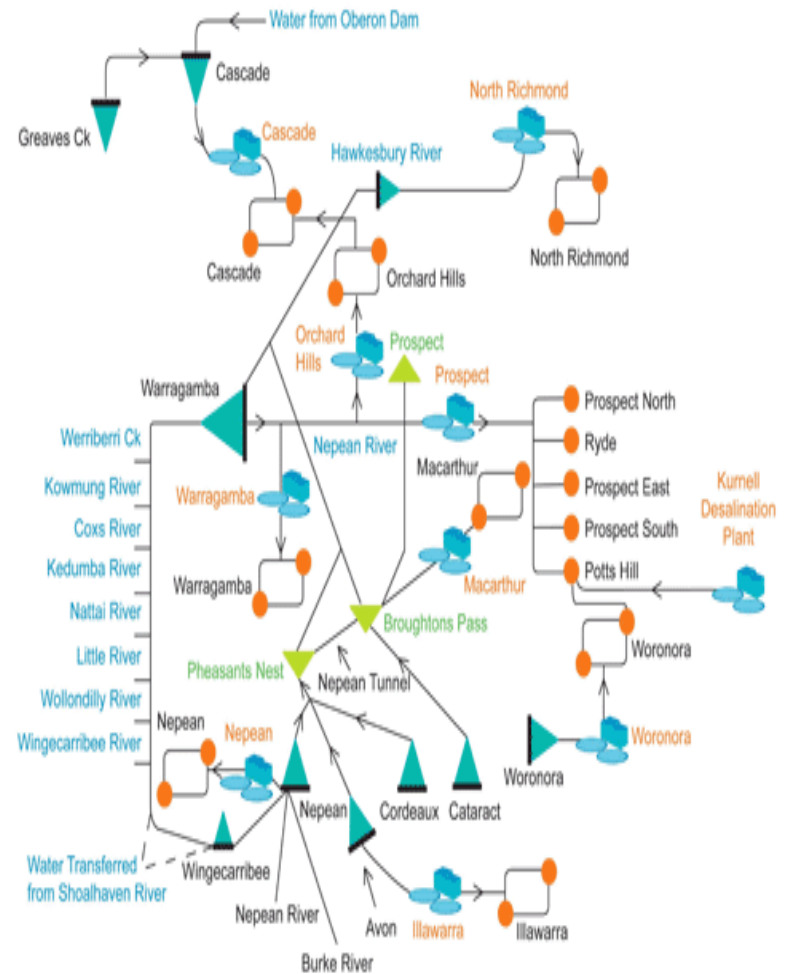 Water from Oberon Dam
Cascade
Greaves Ck
Cascade
North Richmond
Hawkesbury River
Cascade
North Richmond
Orchard Hills
Orchard
Hills
Prospect
Prospect
Warragamba
Nepean River
Prospect North
Ryde
Prospect East
Prospect South
Potts Hill
Kurnell
Desalination
Plant
Werriberri Ck
Kowmung River
Coxs River
Kedumba River
Nattai River
Little River
Wollondilly River
Wingecarribee River
Warragamba
Warragamba
Macarthur
Macarthur
Broughtons Pass
Pheasants Nest
Nepean Tunnel
Woronora
Woronora
Woronora
Nepean
Nepean
Nepean
Cordeaux
Cataract
Wingecarribee
Water Transferred
from Shoalhaven River
Nepean River
Burke River
Avon
Illawarra
Illawarra